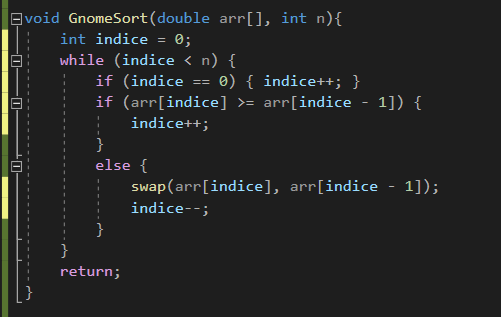 void GnomeSort(double arr[], int n){
    int indice = 0;
    while (indice < n) {
        if (indice == 0) { indice++; }
        if (arr[indice] >= arr[indice - 1]) {
            indice++;
        }
        else {
            swap(arr[indice], arr[indice - 1]);
            indice--;
        }
    }
    return;
}